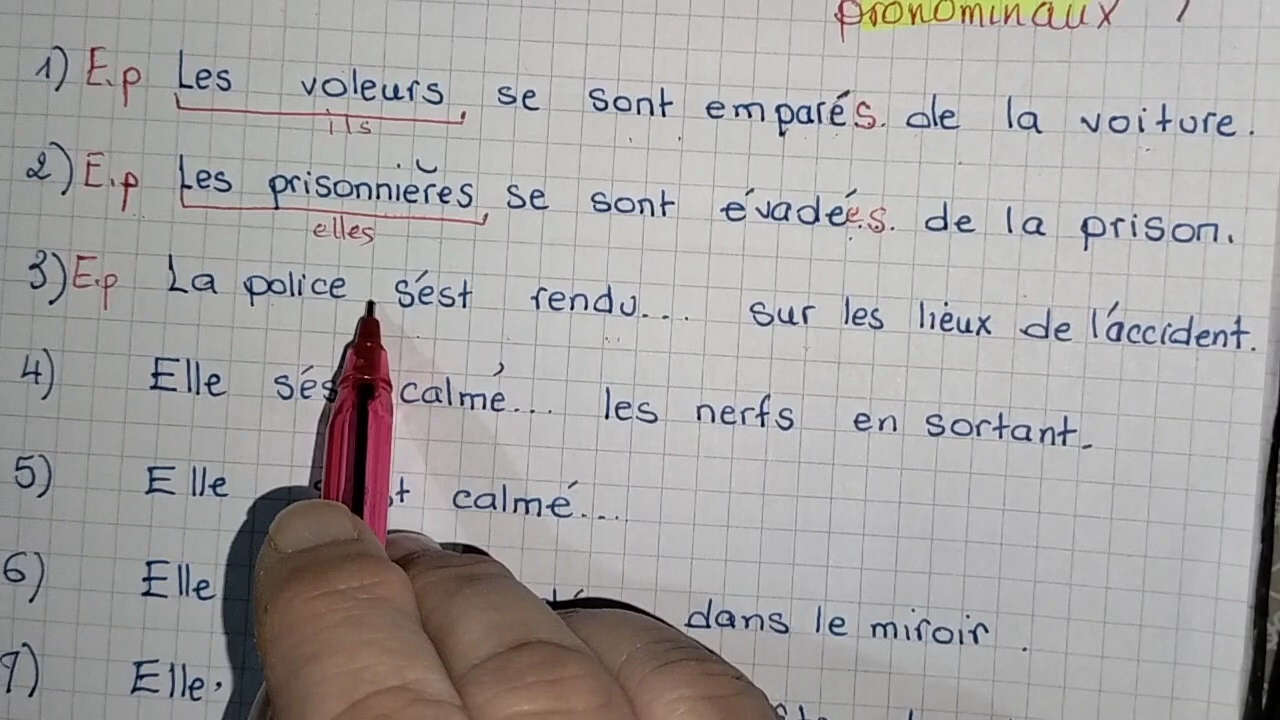 pronominaux
1) E.p Les voleurs se sont emparés. de la voiture.
ils
2) E.p Les prisonnières se sont évadées. de la prison.
elles
3) E.p La police s'est rendu... sur les lieux de l'accident.
4) Elle calmé... les nerfs en sortant.
5) Elle calmé...
6) Elle dans le miroir.
7) Elle